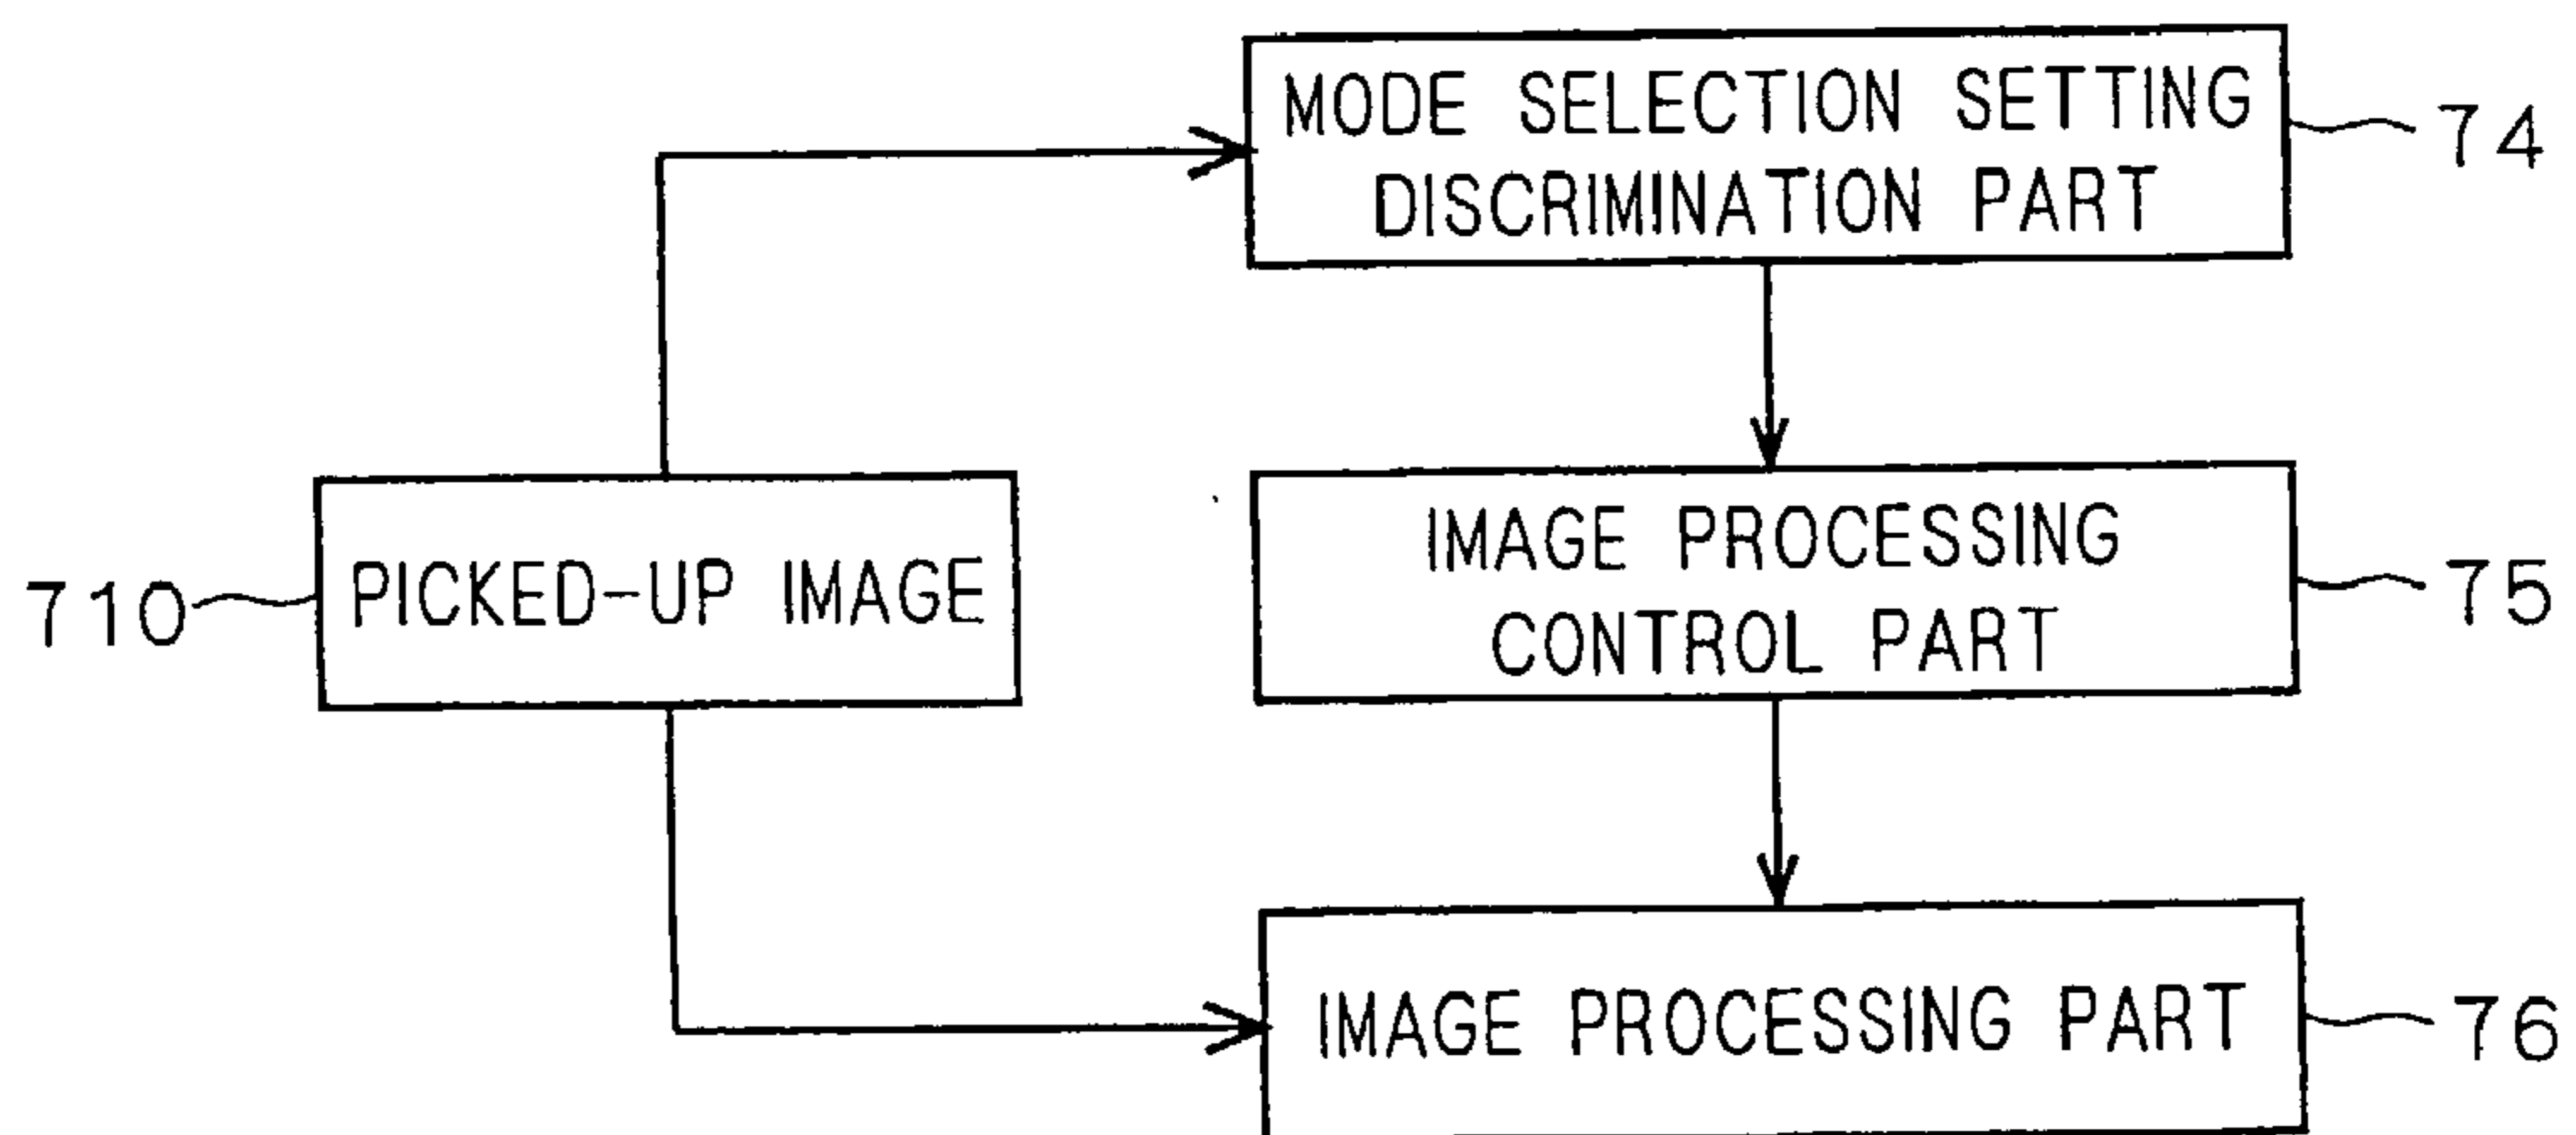 MODE SELECTION SETTING
DISCRIMINATION PART
74
710
PICKED-UP IMAGE
IMAGE PROCESSING
CONTROL PART
75
IMAGE PROCESSING PART
76